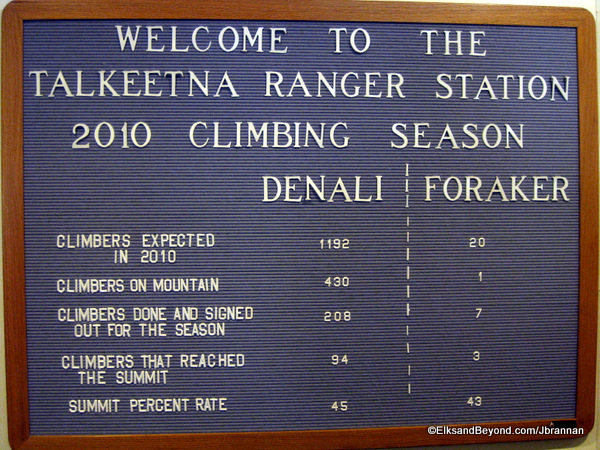 WELCOME TO THE
TALKEETNA RANGER STATION
2010 CLIMBING SEASON
DENALI FORAKER
CLIMBERS EXPECTED
IN 2010 1192 20
CLIMBERS ON MOUNTAIN 430 1
CLIMBERS DONE AND SIGNED
OUT FOR THE SEASON 208 7
CLIMBERS THAT REACHED
THE SUMMIT 94 3
SUMMIT PERCENT RATE 45 43
©ElksandBeyond.com/Jbrannan